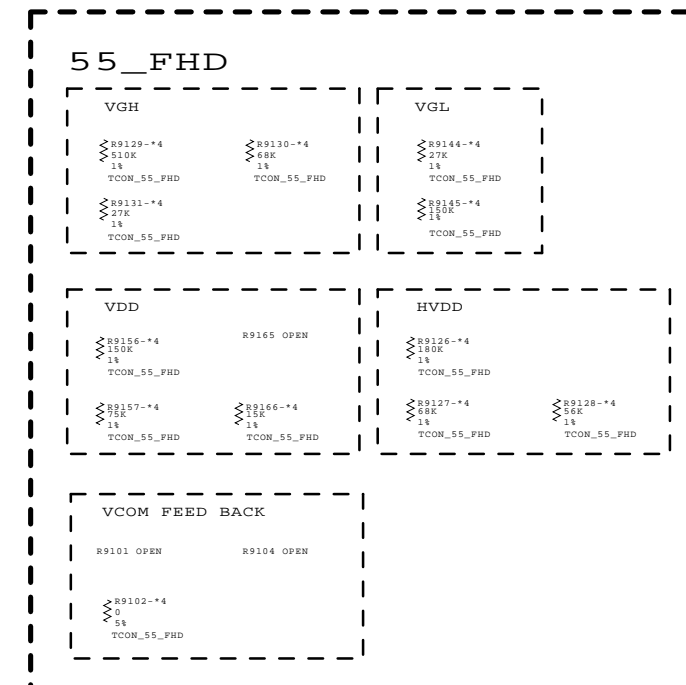 55_FHD
VGH
R9129-*4
510K
1%
TCON_55_FHD
R9130-*4
68K
1%
TCON_55_FHD
R9131-*4
27K
1%
TCON_55_FHD
VGL
R9144-*4
27K
1%
TCON_55_FHD
R9145-*4
150K
1%
TCON_55_FHD
VDD
R9156-*4
150K
1%
TCON_55_FHD
R9165 OPEN
R9157-*4
75K
1%
TCON_55_FHD
R9166-*4
15K
1%
TCON_55_FHD
HVDD
R9126-*4
180K
1%
TCON_55_FHD
R9127-*4
68K
1%
TCON_55_FHD
R9128-*4
56K
1%
TCON_55_FHD
VCOM FEED BACK
R9101 OPEN
R9104 OPEN
R9102-*4
0
5%
TCON_55_FHD